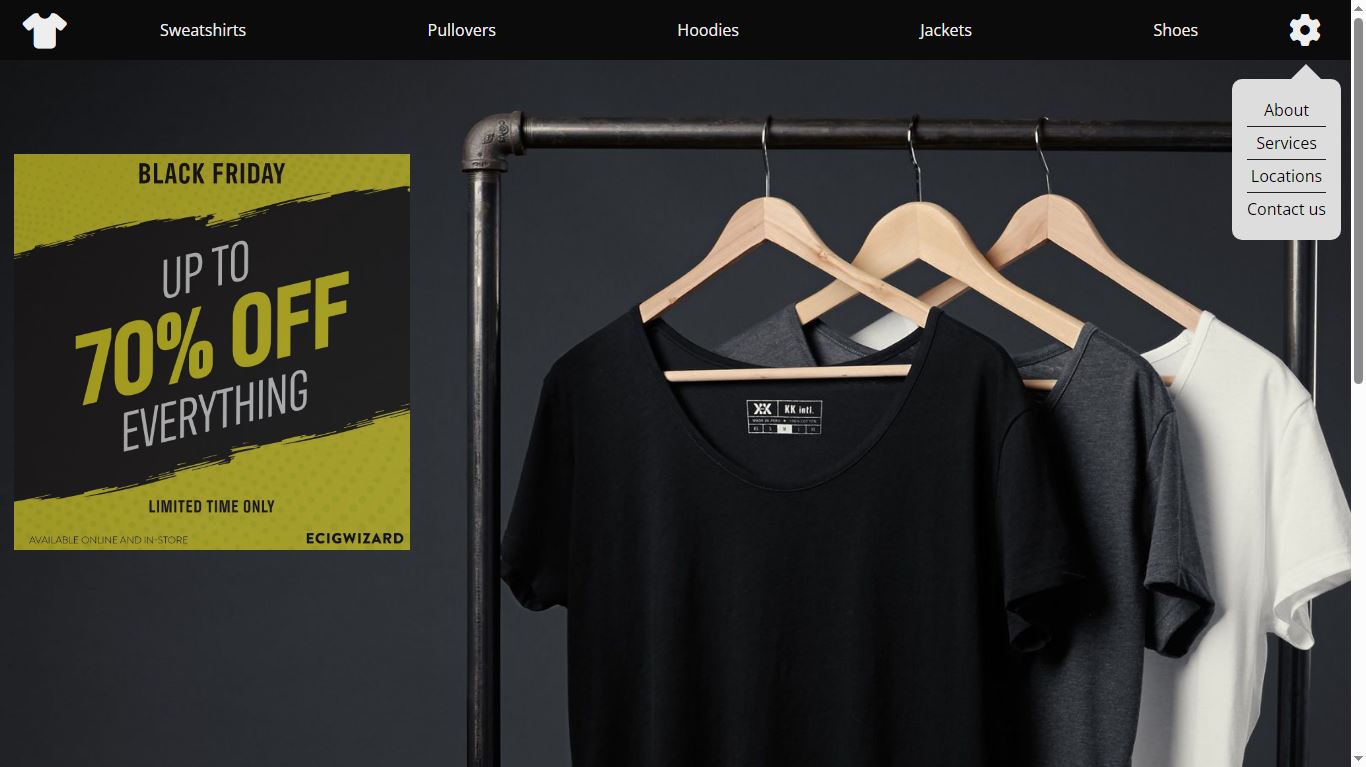 Sweatshirts Pullovers Hoodies Jackets Shoes
About
Services
Locations
Contact us
BLACK FRIDAY
UP TO
70% OFF
EVERYTHING
LIMITED TIME ONLY
AVAILABLE ONLINE AND IN-STORE
ECIGWIZARD
KK intl.